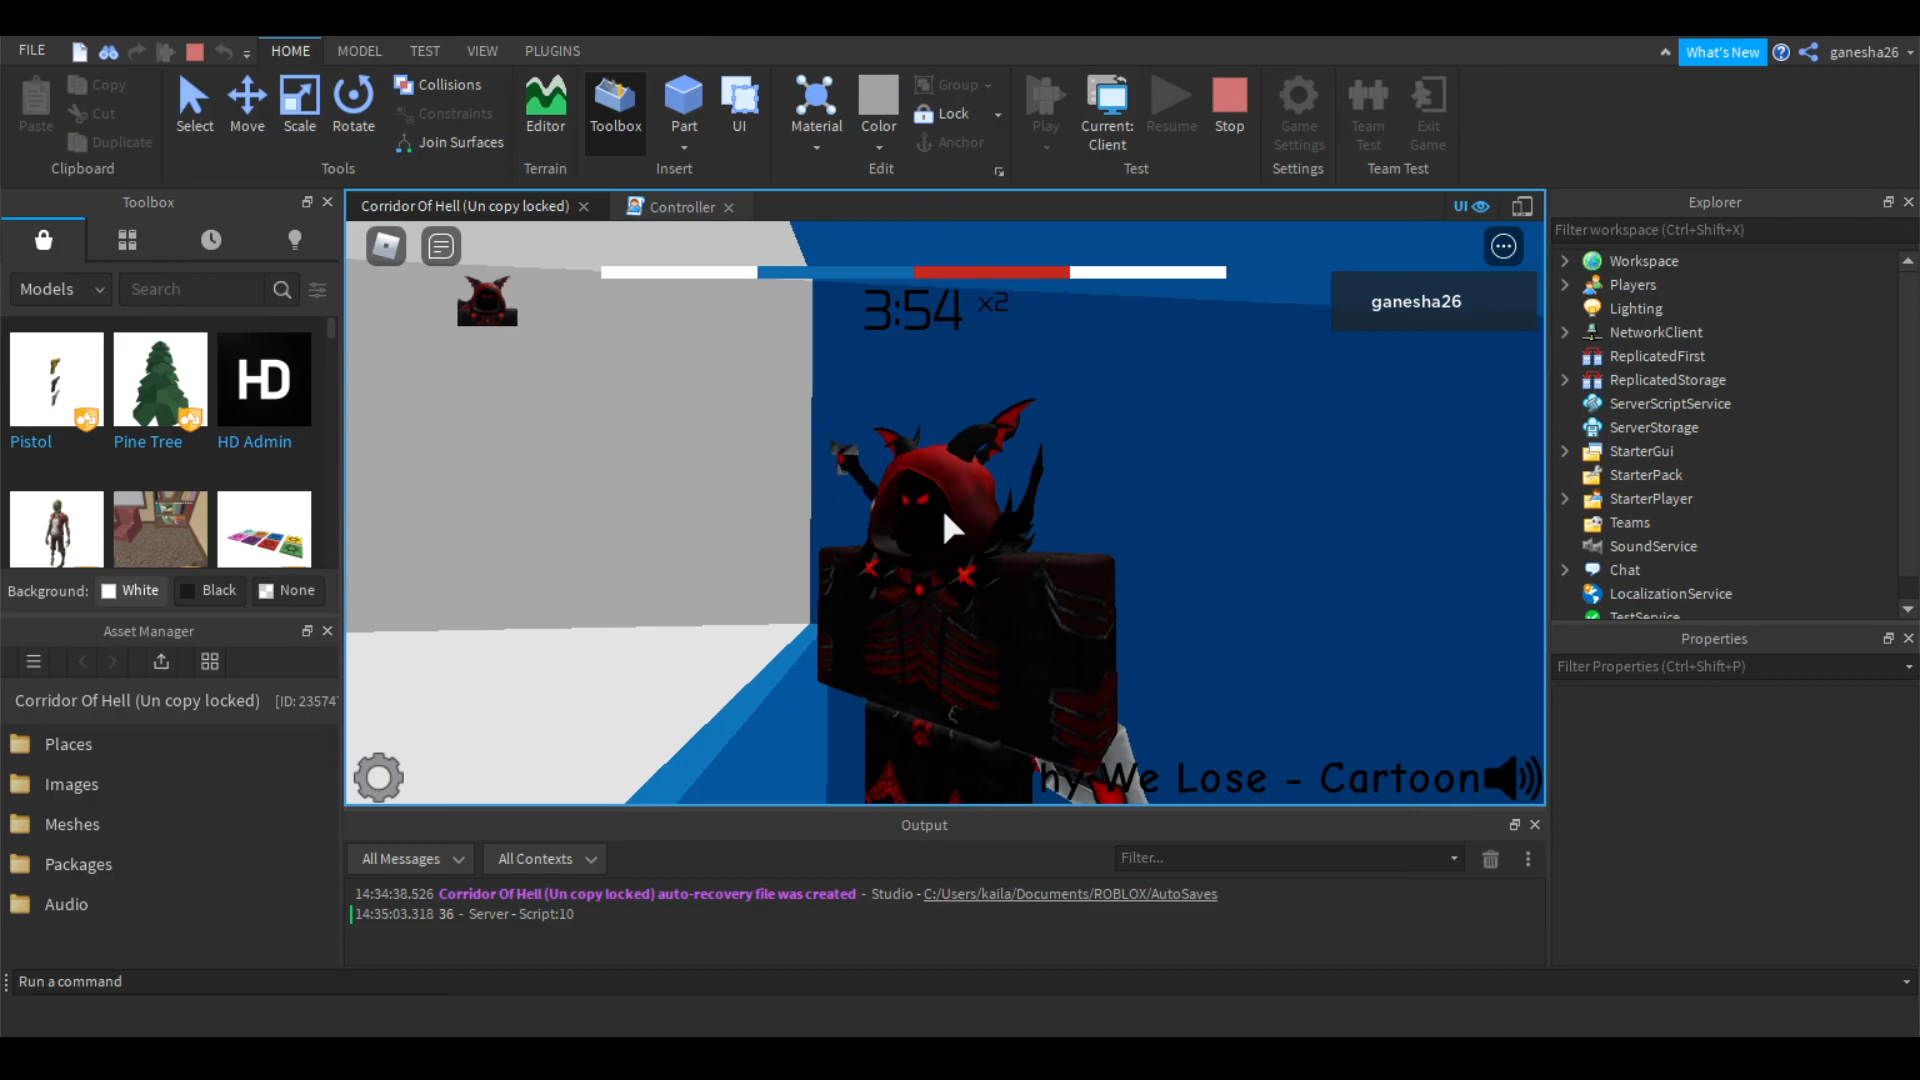 FILE
HOME
MODEL
TEST
VIEW
PLUGINS
What's New
ganesha26
Paste
Copy
Cut
Duplicate
Clipboard
Select
Move
Scale
Rotate
Collisions
Constraints
Join Surfaces
Tools
Editor
Terrain
Toolbox
Part
UI
Insert
Material
Color
Group
Lock
Anchor
Edit
Play
Current:
Client
Resume
Stop
Test
Game
Settings
Settings
Team
Test
Exit
Game
Team Test
Toolbox
Models
Search
Pistol
Pine Tree
HD
HD Admin
Background:
White
Black
None
Asset Manager
Corridor Of Hell (Un copy locked) [ID: 23574
Places
Images
Meshes
Packages
Audio
Corridor Of Hell (Un copy locked)
Controller
UI
3:54 x2
ganesha26
hy We Lose - Cartoon
Output
All Messages
All Contexts
Filter...
14:34:38.526 Corridor Of Hell (Un copy locked) auto-recovery file was created - Studio - C:/Users/kaila/Documents/ROBLOX/AutoSaves
14:35:03.318 36 - Server - Script:10
Run a command
Explorer
Filter workspace (Ctrl+Shift+X)
Workspace
Players
Lighting
NetworkClient
ReplicatedFirst
ReplicatedStorage
ServerScriptService
ServerStorage
StarterGui
StarterPack
StarterPlayer
Teams
SoundService
Chat
LocalizationService
TestService
Properties
Filter Properties (Ctrl+Shift+P)